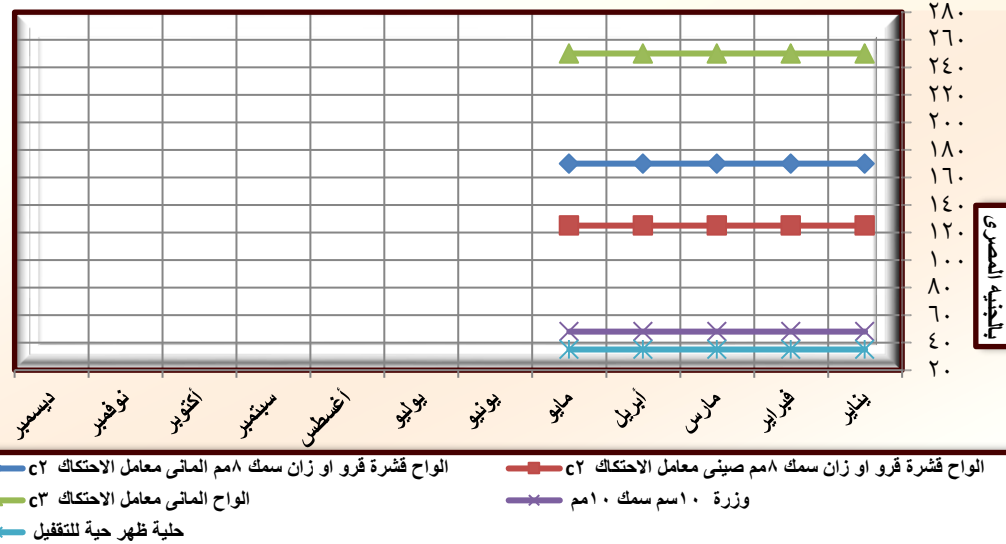 ٢٨٠
٢٦٠
٢٤٠
٢٢٠
٢٠٠
١٨٠
١٦٠
١٤٠
١٢٠
١٠٠
٨٠
٦٠
٤٠
٢٠
بالجنيه المصرى
يناير
فبراير
مارس
أبريل
مايو
يونيو
يوليو
أغسطس
سبتمبر
أكتوبر
نوفمبر
ديسمبر
الواح قشرة قرو او زان سمك ٨مم صينى معامل الاحتكاك c٢
الواح قشرة قرو او زان سمك ٨مم المانى معامل الاحتكاك c٢
وزرة ١٠سم سمك ١٠مم
الواح المانى معامل الاحتكاك c٣
حلية ظهر حية للتقفيل